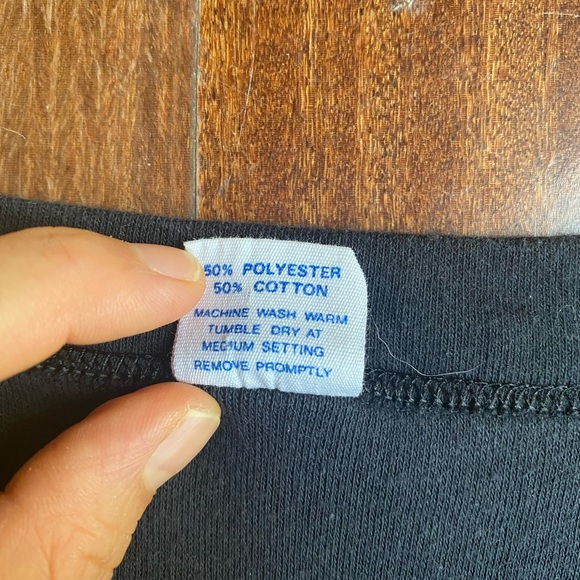 50% POLYESTER
50% COTTON
MACHINE WASH WARM
TUMBLE DRY AT
MEDIUM SETTING
REMOVE PROMPTLY